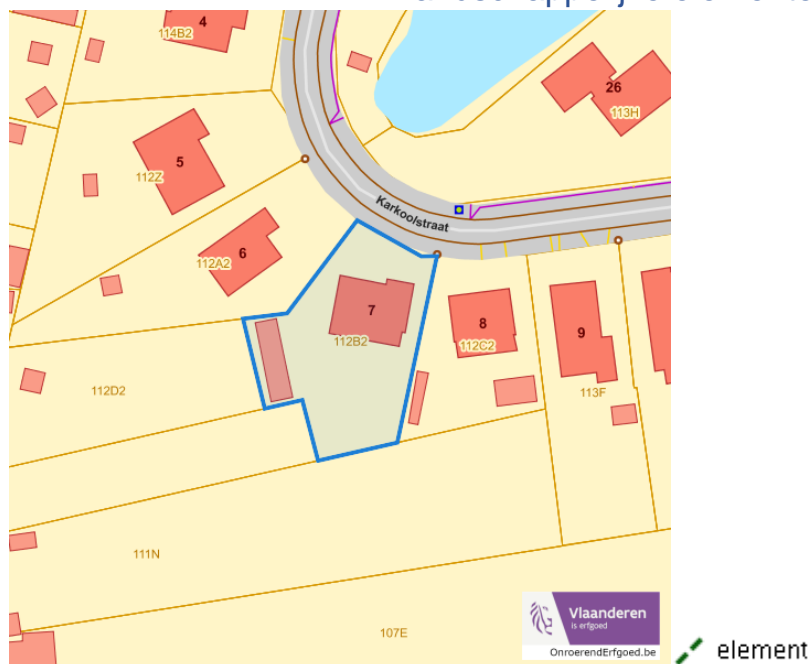 4
114B2
26
113H
5
112Z
Karkoolstraat
6
112A2
7
112B2
8
112C2
9
113F
112D2
111N
107E
Vlaanderen
is erfgoed
OnroerendErfgoed.be
element